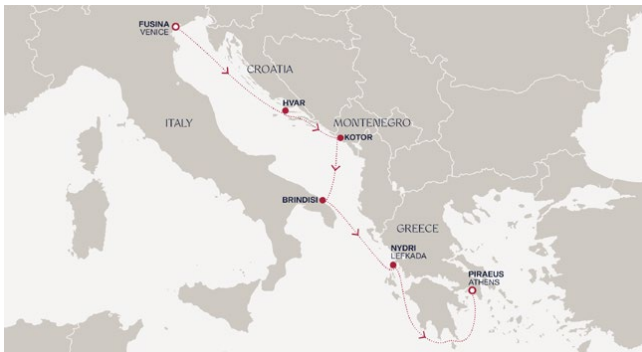 FUSINA
VENICE
CROATIA
HVAR
ITALY
MONTENEGRO
KOTOR
BRINDISI
GREECE
NYDRI
LEFKADA
PIRAEUS
ATHENS